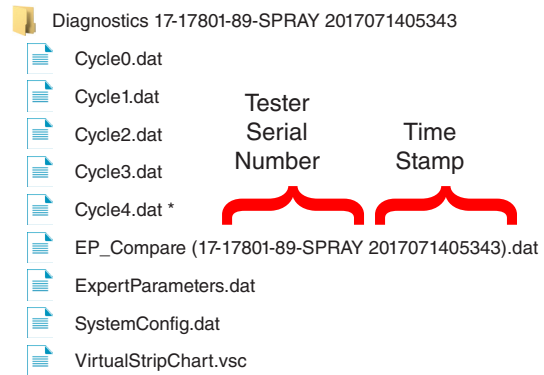 Diagnostics 17-17801-89-SPRAY 2017071405343
Cycle0.dat
Cycle1.dat
Cycle2.dat
Cycle3.dat
Cycle4.dat *
Tester
Serial
Number
Time
Stamp
EP_Compare (17-17801-89-SPRAY 2017071405343).dat
ExpertParameters.dat
SystemConfig.dat
VirtualStripChart.vsc